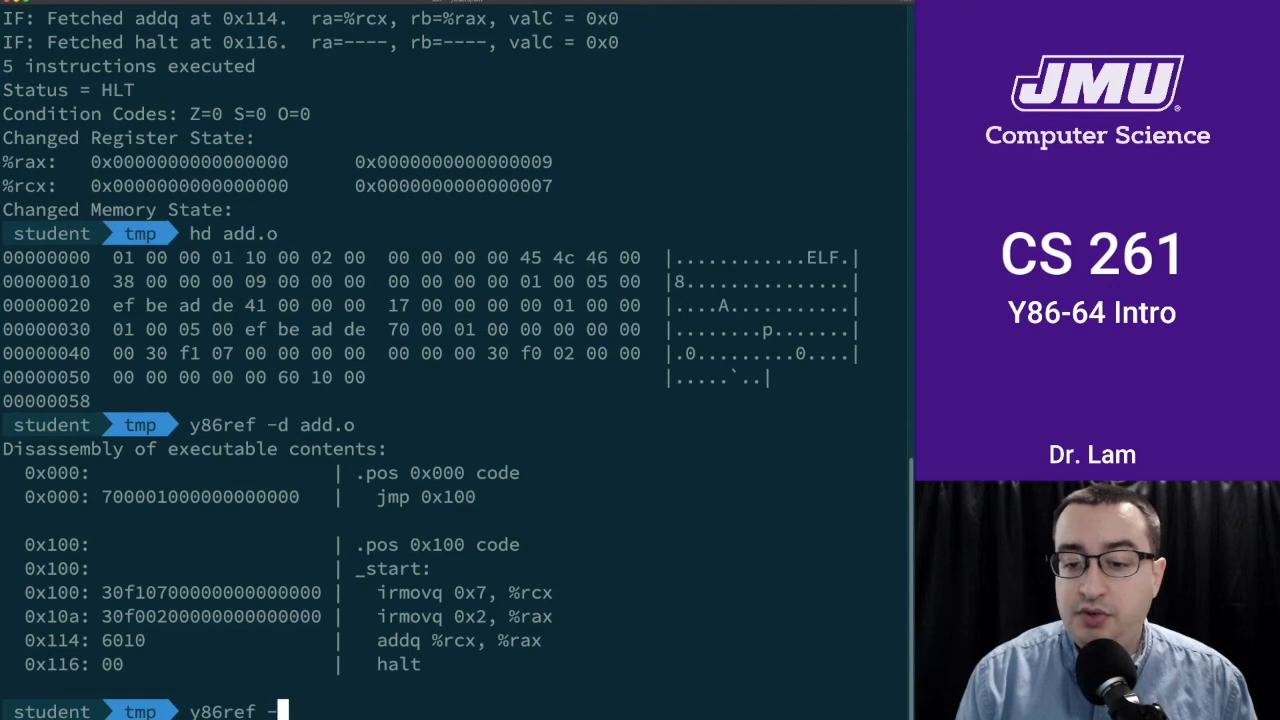 IF: Fetched addq at 0x114.  ra=%rcx, rb=%rax, valC = 0x0
IF: Fetched halt at 0x116.  ra=----, rb=----, valC = 0x0
5 instructions executed
Status = HLT
Condition Codes: Z=0 S=0 O=0
Changed Register State:
%rax:   0x0000000000000000      0x0000000000000009
%rcx:   0x0000000000000000      0x0000000000000007
Changed Memory State:
student  tmp  hd add.o
00000000  01 00 00 01 10 00 02 00  00 00 00 00 45 4c 46 00  |............ELF.|
00000010  38 00 00 00 09 00 00 00  00 00 00 00 01 00 05 00  |8...............|
00000020  ef be ad de 41 00 00 00  17 00 00 00 00 01 00 00  |....A...........|
00000030  01 00 05 00 ef be ad de  70 00 01 00 00 00 00 00  |........p.......|
00000040  00 30 f1 07 00 00 00 00  00 00 00 30 f0 02 00 00  |.0.........0....|
00000050  00 00 00 00 00 60 10 00                           |.....`..|
00000058
student  tmp  y86ref -d add.o
Disassembly of executable contents:
  0x000:                      | .pos 0x000 code
  0x000: 700001000000000000   |   jmp 0x100
  0x100:                      | .pos 0x100 code
  0x100:                      | _start:
  0x100: 30f10700000000000000 |   irmovq 0x7, %rcx
  0x10a: 30f00200000000000000 |   irmovq 0x2, %rax
  0x114: 6010                 |   addq %rcx, %rax
  0x116: 00                   |   halt
student  tmp  y86ref -
JMU®
Computer Science
CS 261
Y86-64 Intro
Dr. Lam